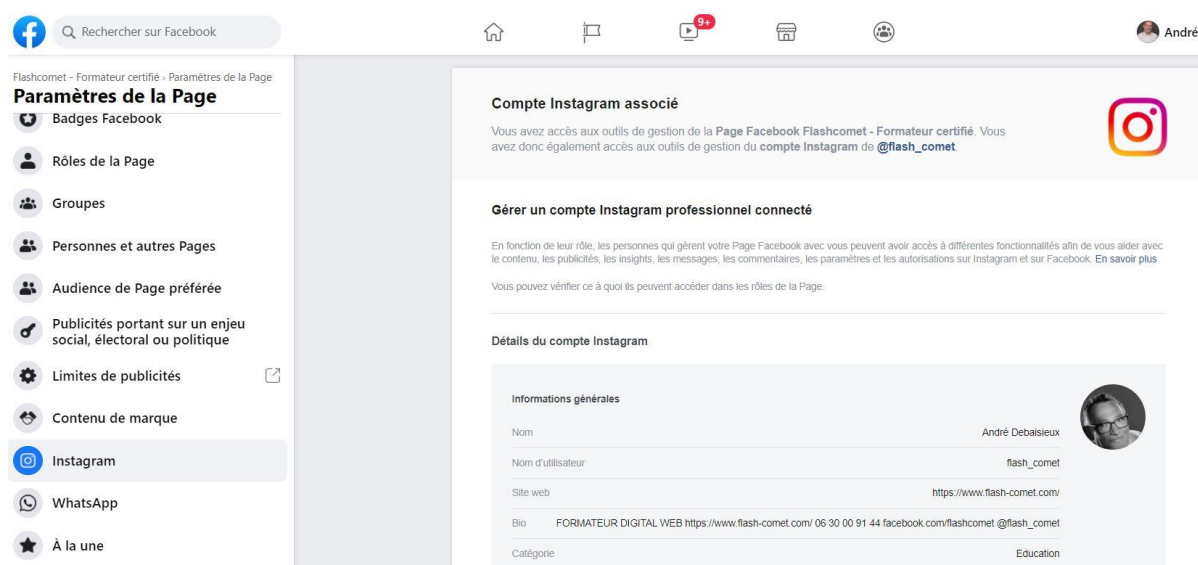 Rechercher sur Facebook
9+
André
Flashcomet - Formateur certifié › Paramètres de la Page
Paramètres de la Page
Badges Facebook
Rôles de la Page
Groupes
Personnes et autres Pages
Audience de Page préférée
Publicités portant sur un enjeu
social, électoral ou politique
Limites de publicités
Contenu de marque
Instagram
WhatsApp
À la une
Compte Instagram associé
Vous avez accès aux outils de gestion de la Page Facebook Flashcomet - Formateur certifié. Vous
avez donc également accès aux outils de gestion du compte Instagram de @flash_comet.
Gérer un compte Instagram professionnel connecté
En fonction de leur rôle, les personnes qui gèrent votre Page Facebook avec vous peuvent avoir accès à différentes fonctionnalités afin de vous aider avec
le contenu, les publicités, les insights, les messages, les commentaires, les paramètres et les autorisations sur Instagram et sur Facebook. En savoir plus
Vous pouvez vérifier ce à quoi ils peuvent accéder dans les rôles de la Page.
Détails du compte Instagram
Informations générales
Nom André Debaisieux
Nom d'utilisateur flash_comet
Site web https://www.flash-comet.com/
Bio FORMATEUR DIGITAL WEB https://www.flash-comet.com/ 06 30 00 91 44 facebook.com/flashcomet @flash_comet
Catégorie Education